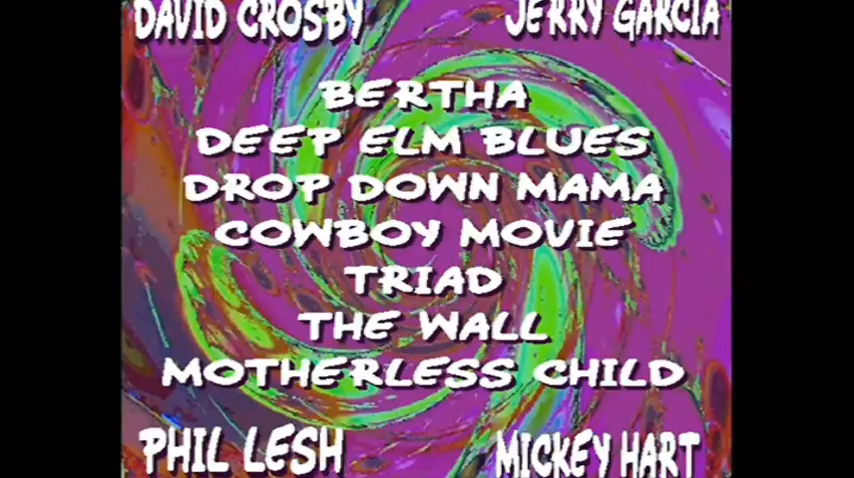 DAVID CROSBY JERRY GARCIA
BERTHA
DEEP ELM BLUES
DROP DOWN MAMA
COWBOY MOVIE
TRIAD
THE WALL
MOTHERLESS CHILD
PHIL LESH MICKEY HART